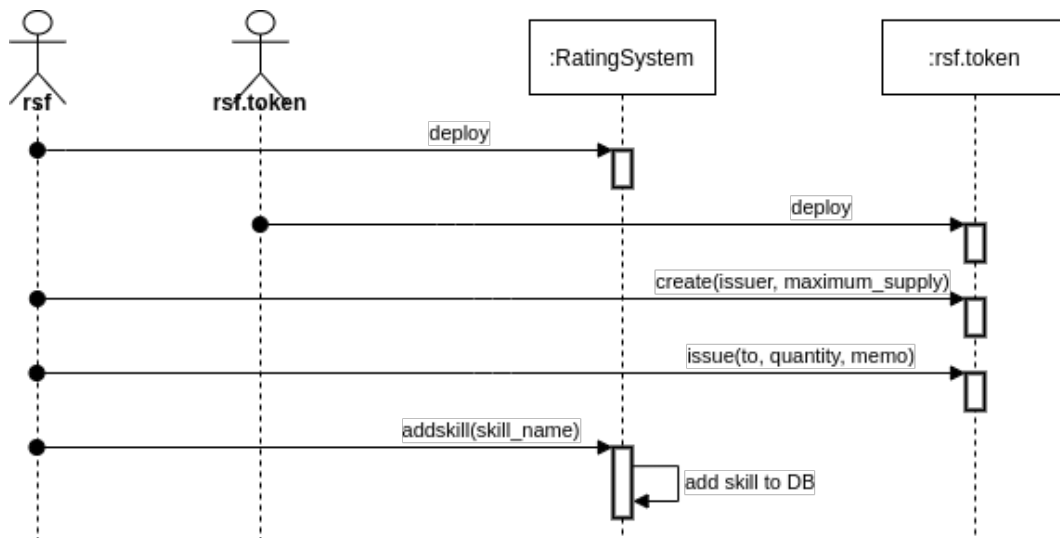 :RatingSystem
:rsf.token
rsf
rsf.token
deploy
deploy
create(issuer, maximum_supply)
issue(to, quantity, memo)
addskill(skill_name)
add skill to DB